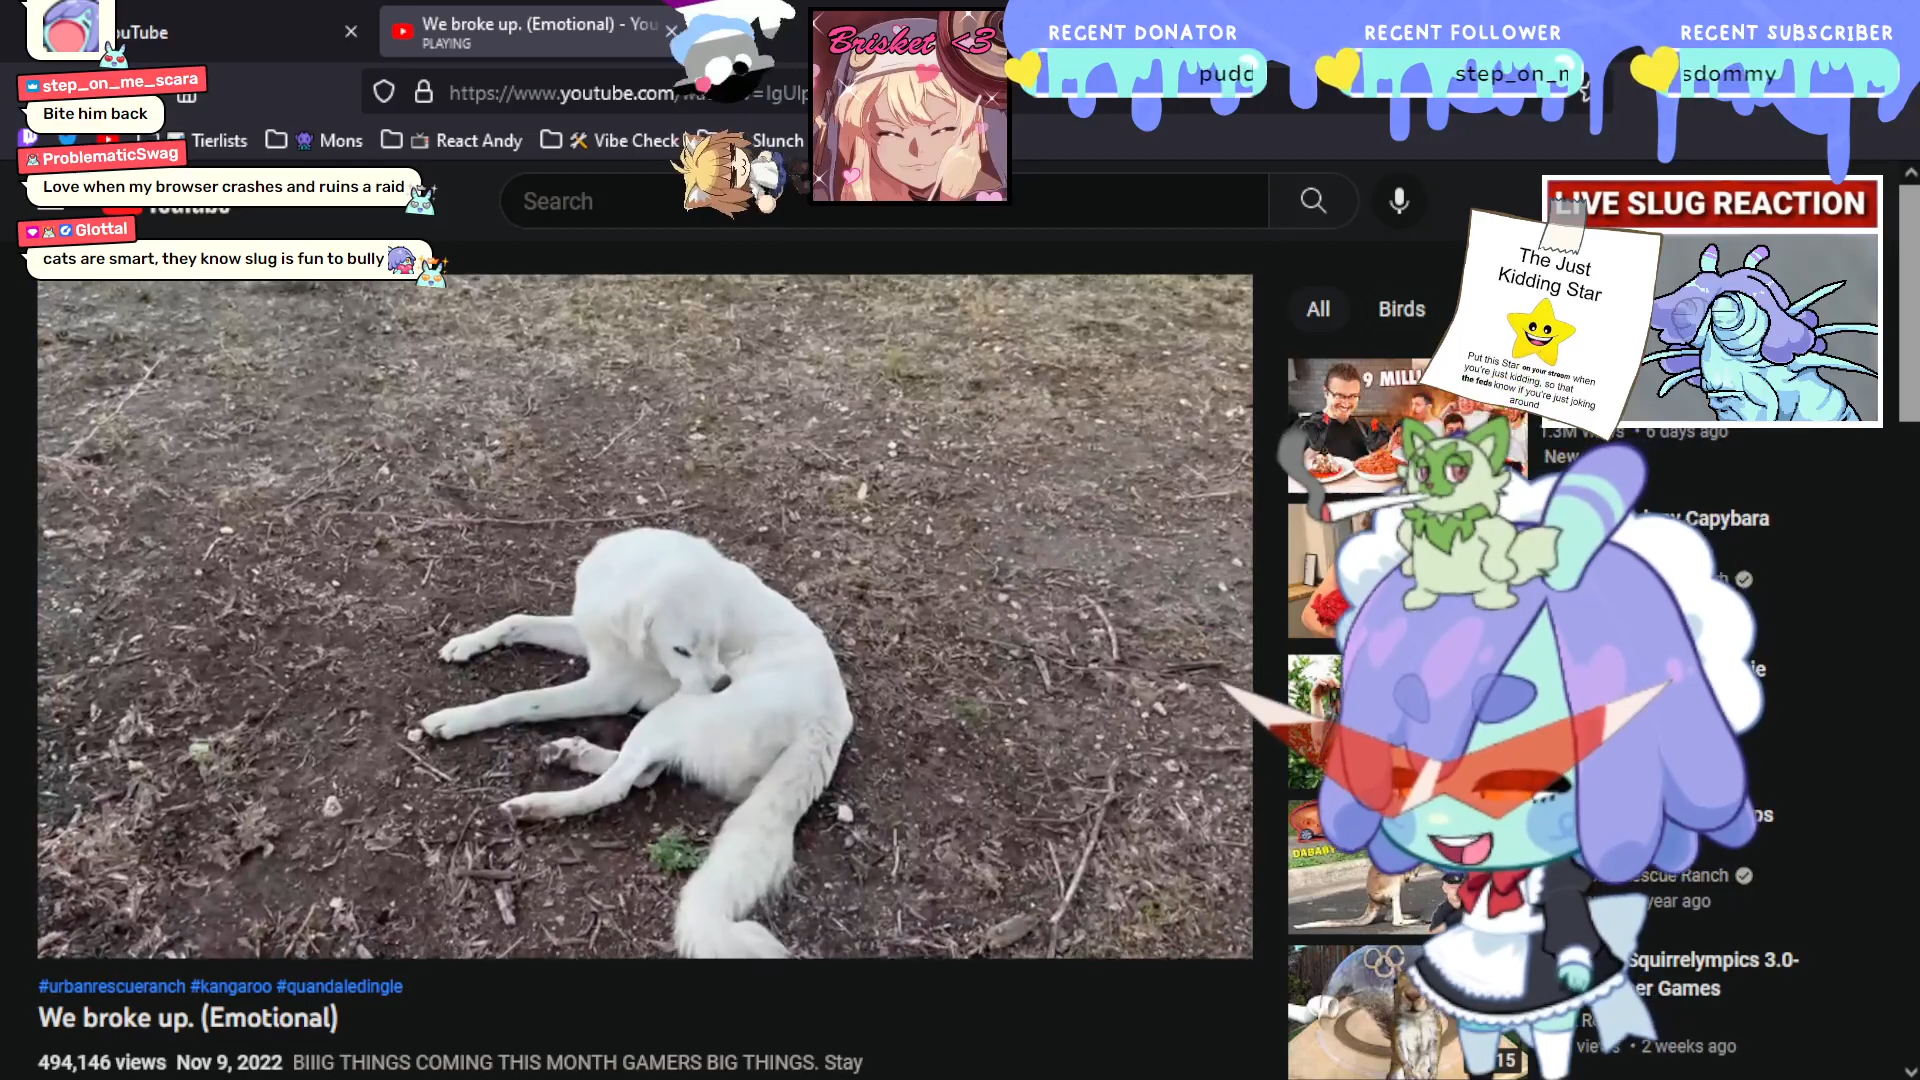 We broke up. (Emotional) - You
PLAYING
RECENT DONATOR
RECENT FOLLOWER
RECENT SUBSCRIBER
pudd
step_on_m
sdommy
step_on_me_scara
Bite him back
https://www.youtube.com
Brisket <3
Tierlists
Mons
React Andy
Vibe Check
Slunch
ProblematicSwag
Love when my browser crashes and ruins a raid
Search
Glottal
cats are smart, they know slug is fun to bully
LIVE SLUG REACTION
The Just
Kidding Star
Put this Star on your stream when
you're just kidding, so that
the feds know if you're just joking
around
All
Birds
9 MILL
1.3M views • 6 days ago
New
Capybara
DABABY
scue Ranch
year ago
Squirrelympics 3.0-
er Games
views • 2 weeks ago
15
#urbanrescueranch #kangaroo #quandaledingle
We broke up. (Emotional)
494,146 views Nov 9, 2022 BIIIG THINGS COMING THIS MONTH GAMERS BIG THINGS. Stay